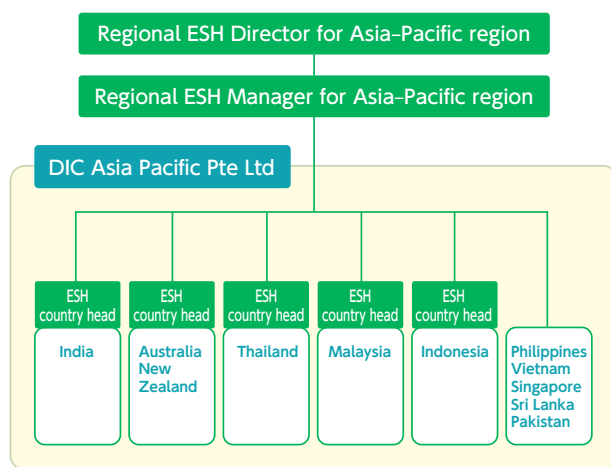 Regional ESH Director for Asia–Pacific region
Regional ESH Manager for Asia–Pacific region
DIC Asia Pacific Pte Ltd
ESH
country head
India
ESH
country head
Australia
New
Zealand
ESH
country head
Thailand
ESH
country head
Malaysia
ESH
country head
Indonesia
Philippines
Vietnam
Singapore
Sri Lanka
Pakistan